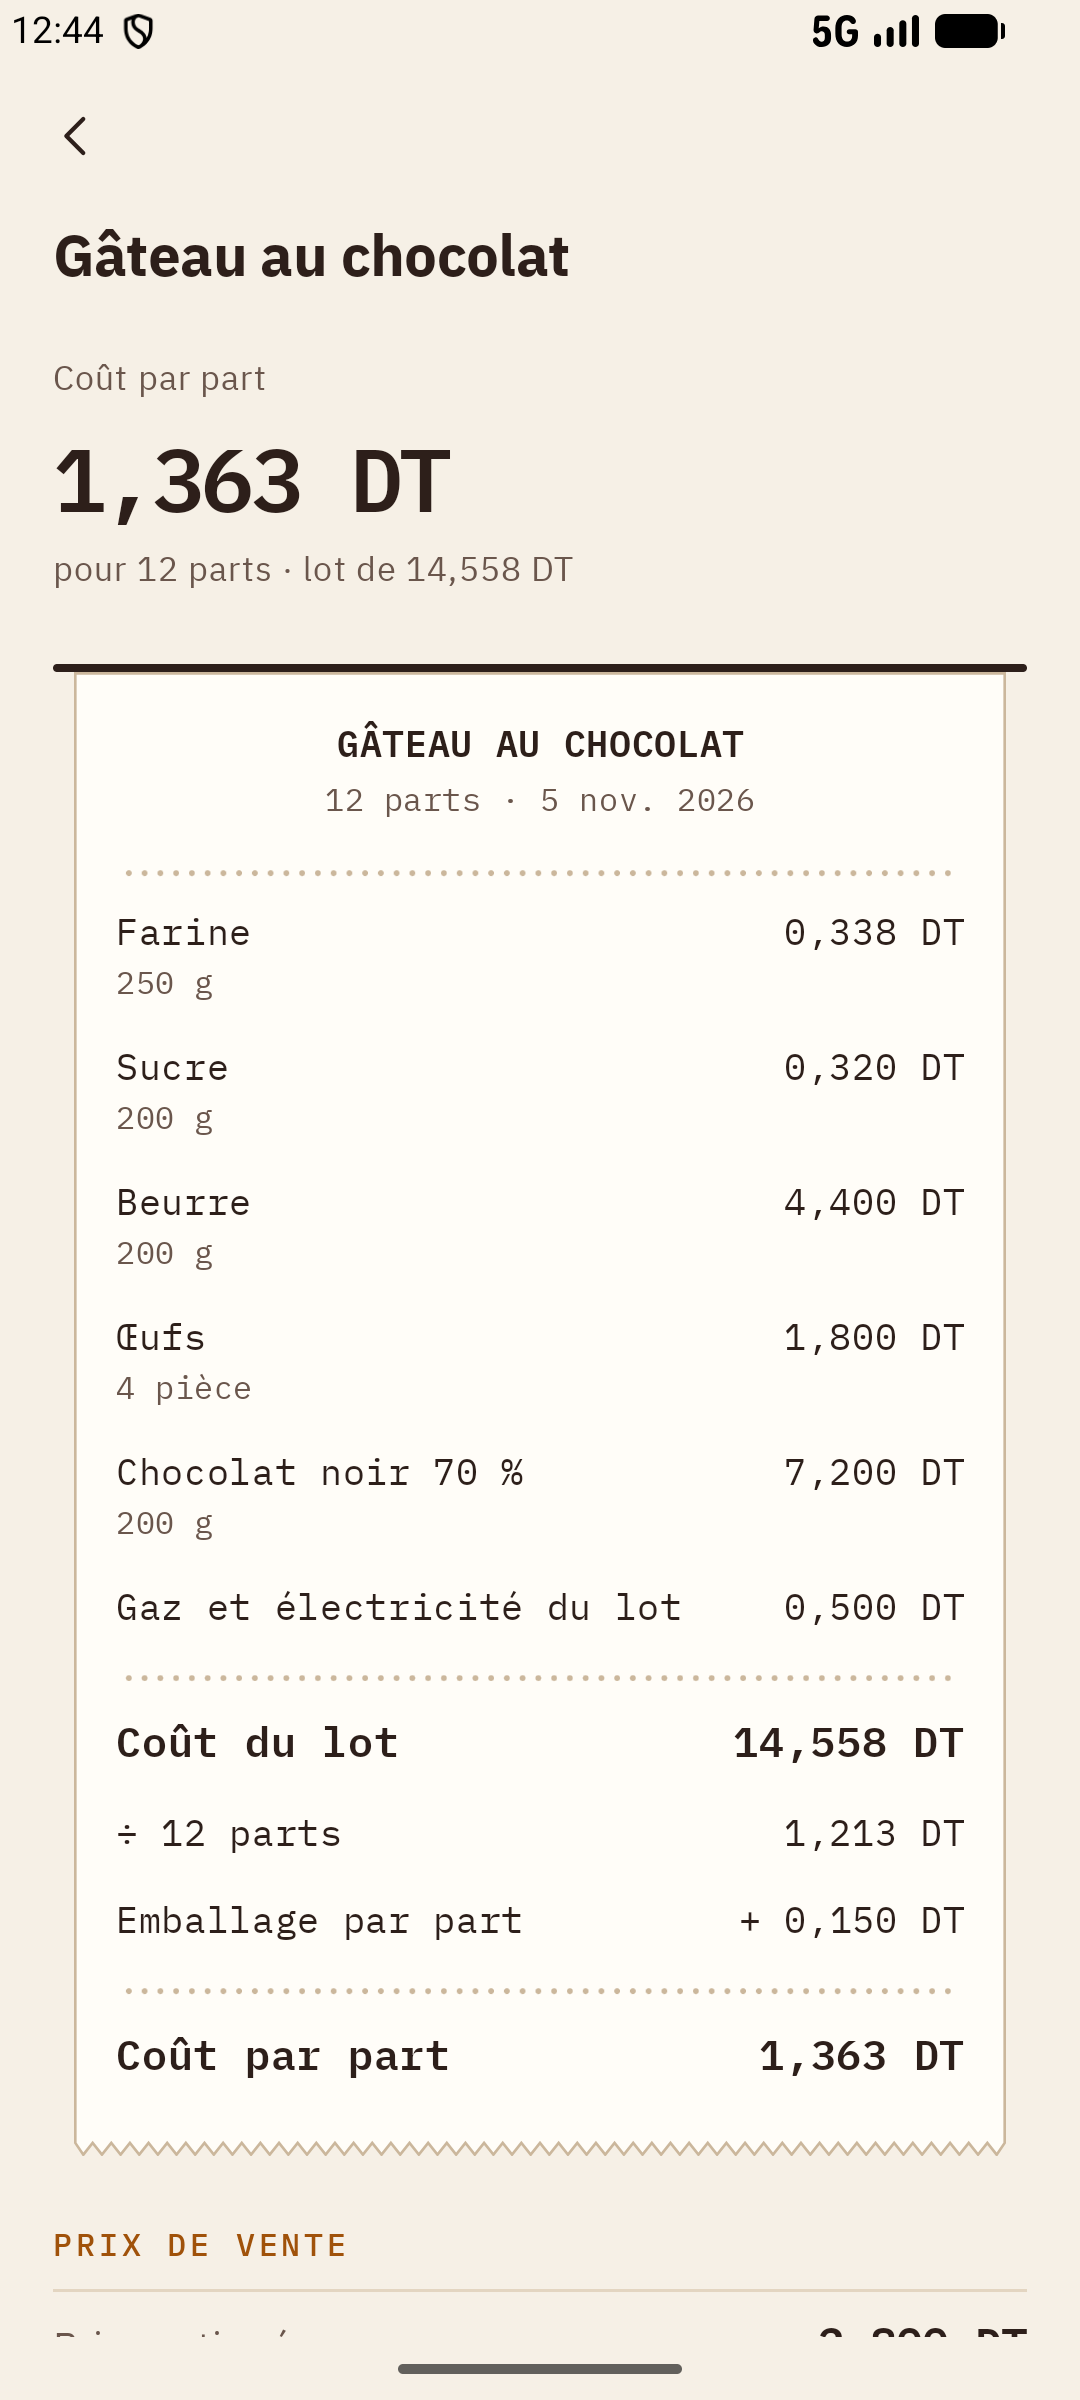 12:44
5G
Gâteau au chocolat
Coût par part
1,363 DT
pour 12 parts · lot de 14,558 DT
GÂTEAU AU CHOCOLAT
12 parts · 5 nov. 2026
Farine 0,338 DT
250 g
Sucre 0,320 DT
200 g
Beurre 4,400 DT
200 g
Œufs 1,800 DT
4 pièce
Chocolat noir 70 % 7,200 DT
200 g
Gaz et électricité du lot 0,500 DT
Coût du lot 14,558 DT
÷ 12 parts 1,213 DT
Emballage par part + 0,150 DT
Coût par part 1,363 DT
PRIX DE VENTE